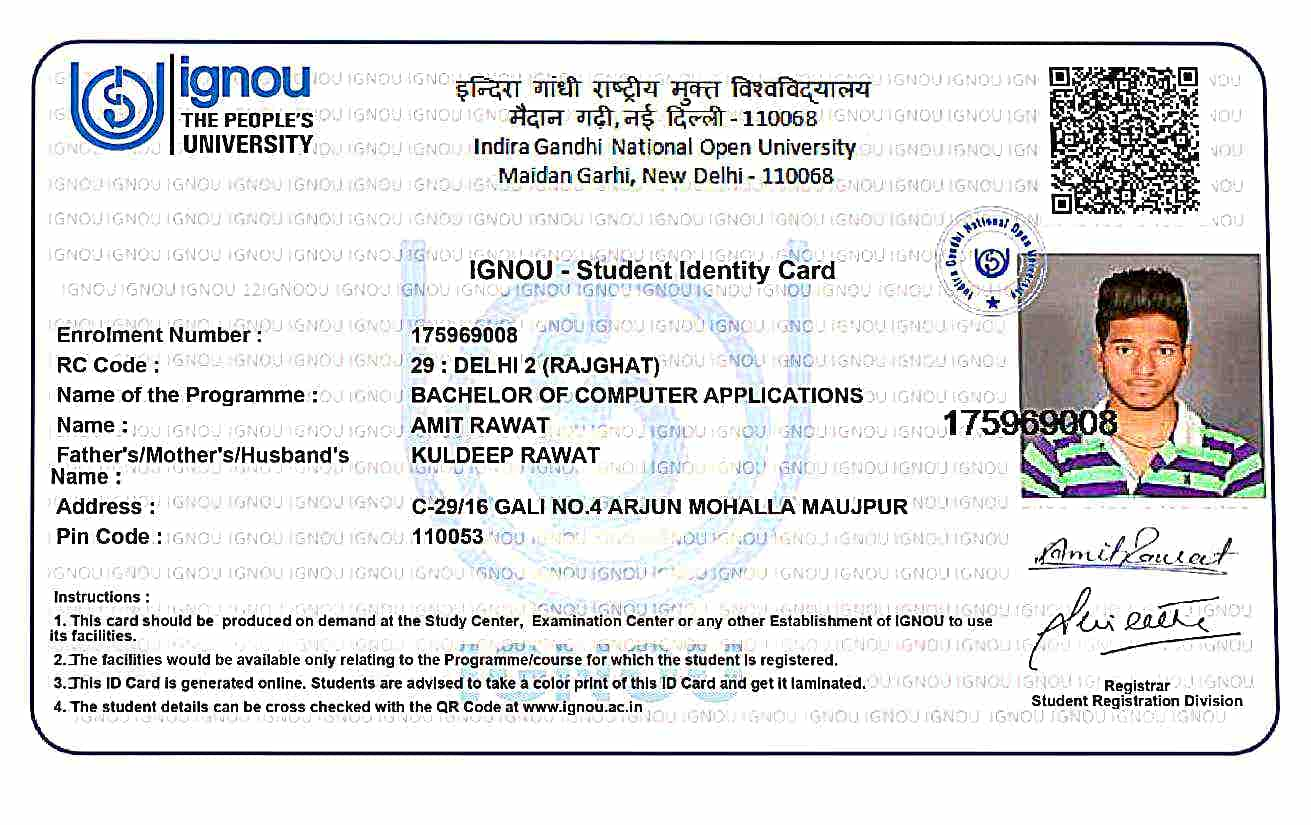 ignou
THE PEOPLE'S
UNIVERSITY
इन्दिरा गांधी राष्ट्रीय मुक्त विश्वविद्यालय
मैदान गढ़ी, नई दिल्ली - 110068
Indira Gandhi National Open University
Maidan Garhi, New Delhi - 110068
Indira Gandhi National Open University
IGNOU - Student Identity Card
Enrolment Number : 175969008
RC Code : 29 : DELHI 2 (RAJGHAT)
Name of the Programme : BACHELOR OF COMPUTER APPLICATIONS
Name : AMIT RAWAT
175969008
Father's/Mother's/Husband's KULDEEP RAWAT
Name :
Address : C-29/16 GALI NO.4 ARJUN MOHALLA MAUJPUR
Pin Code : 110053
Amit Rawat
Instructions :
1. This card should be produced on demand at the Study Center, Examination Center or any other Establishment of IGNOU to use
its facilities.
2. The facilities would be available only relating to the Programme/course for which the student is registered.
3. This ID Card is generated online. Students are advised to take a color print of this ID Card and get it laminated.
4. The student details can be cross checked with the QR Code at www.ignou.ac.in
Registrar
Student Registration Division